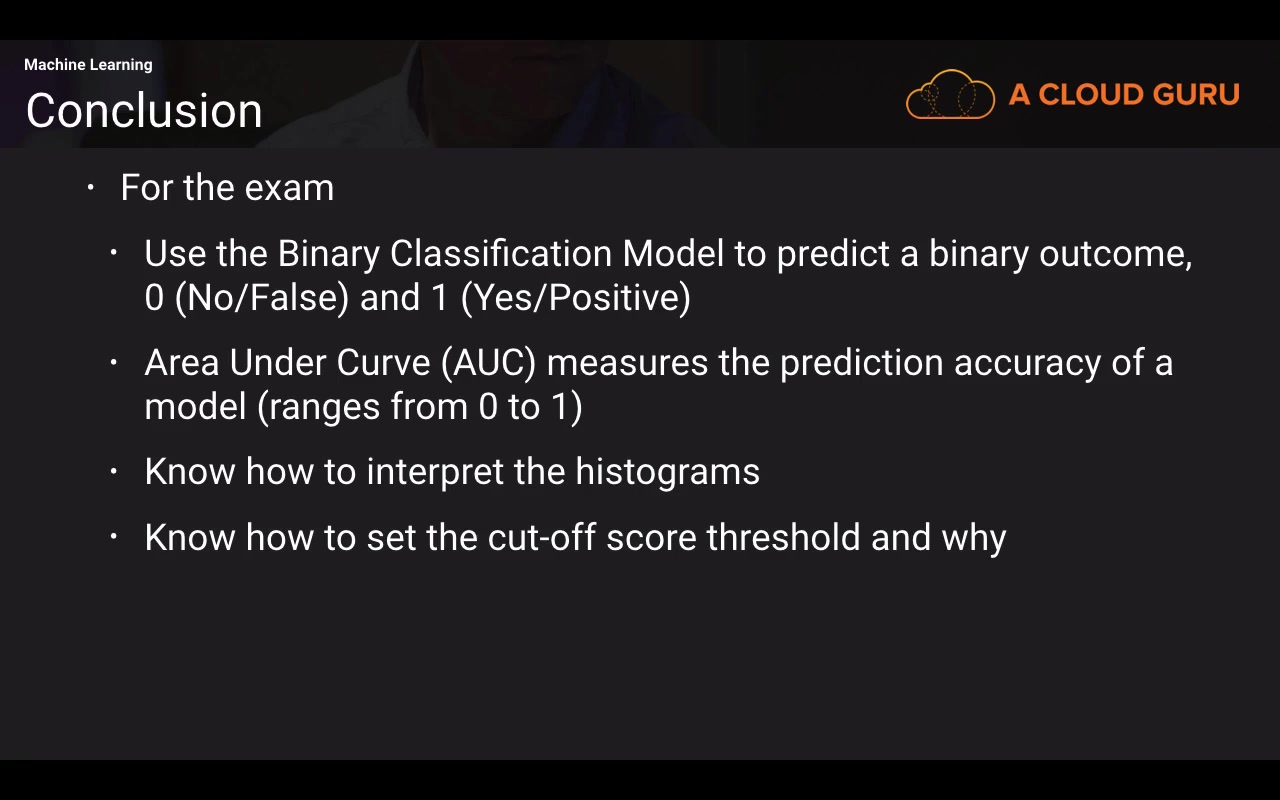 Machine Learning
Conclusion
A CLOUD GURU
• For the exam
• Use the Binary Classification Model to predict a binary outcome,
0 (No/False) and 1 (Yes/Positive)
• Area Under Curve (AUC) measures the prediction accuracy of a
model (ranges from 0 to 1)
• Know how to interpret the histograms
• Know how to set the cut-off score threshold and why